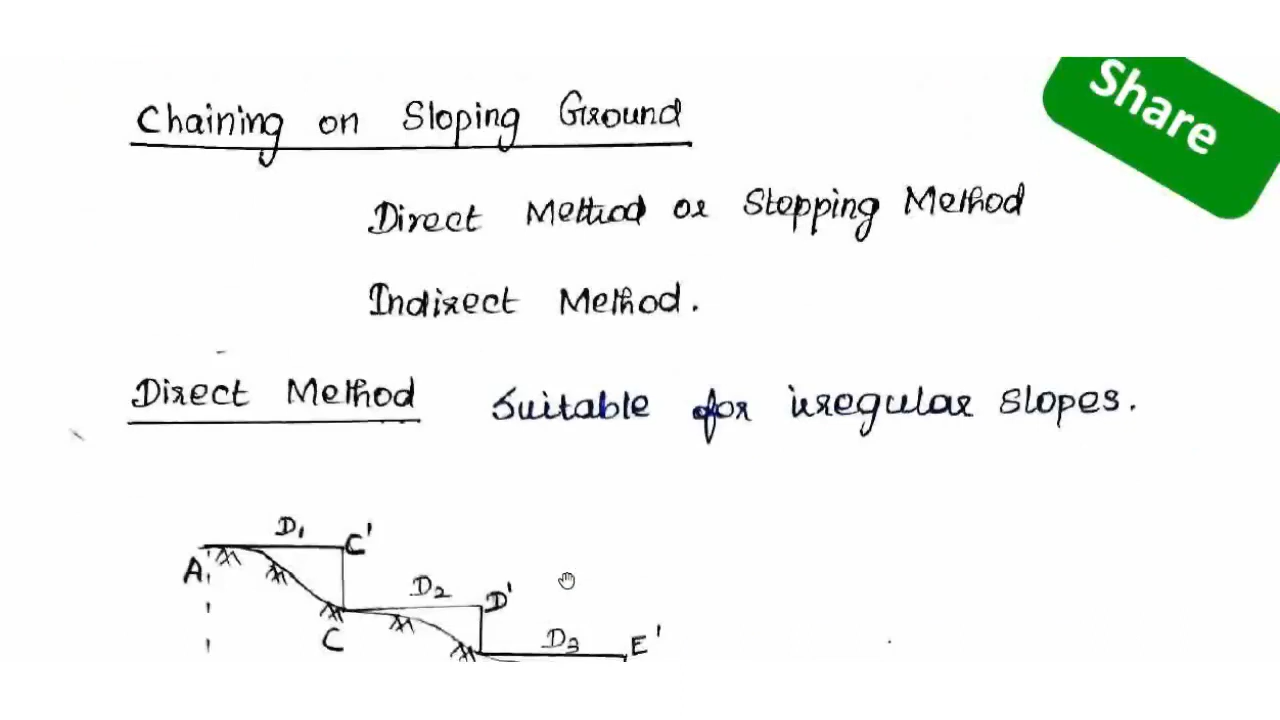 Share
Chaining on Sloping Ground
Direct Method or Stepping Method
Indirect Method.
Direct Method Suitable for irregular slopes.
D₁
C'
A
D₂
D'
C
D₃
E'